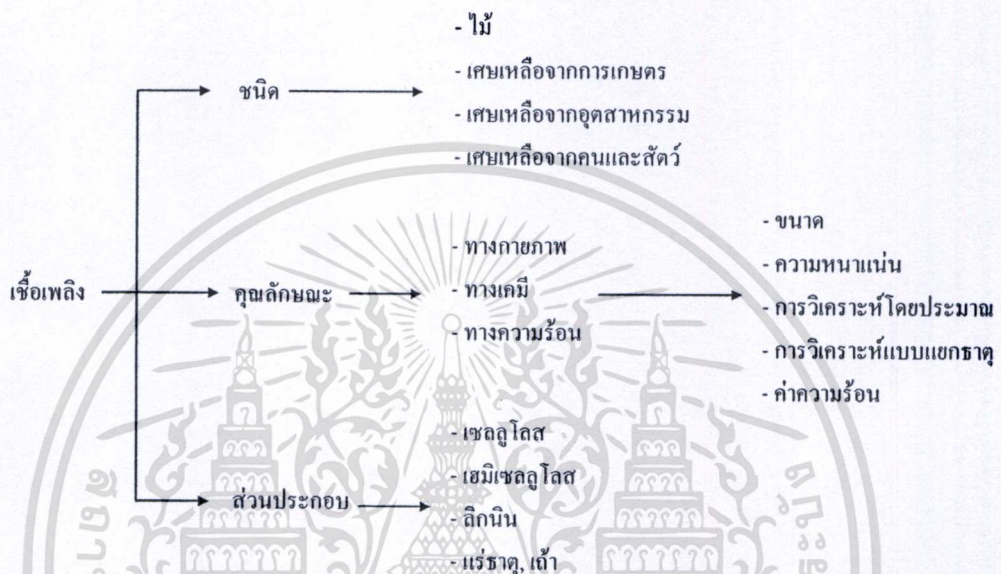 - ไม้
ชนิด
- เศษเหลือจากการเกษตร
- เศษเหลือจากอุตสาหกรรม
- เศษเหลือจากคนและสัตว์
เชื้อเพลิง
คุณลักษณะ
- ทางกายภาพ
- ทางเคมี
- ทางความร้อน
- ขนาด
- ความหนาแน่น
- การวิเคราะห์โดยประมาณ
- การวิเคราะห์แบบแยกธาตุ
- ค่าความร้อน
ส่วนประกอบ
- เซลลูโลส
- เฮมิเซลลูโลส
- ลิกนิน
- แร่ธาตุ, เถ้า